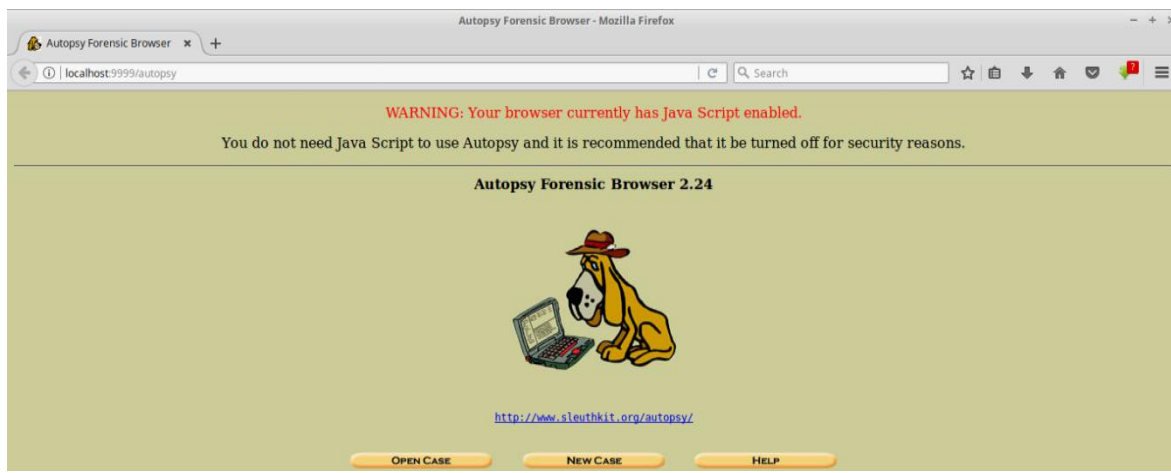 Autopsy Forensic Browser - Mozilla Firefox
Autopsy Forensic Browser
localhost:9999/autopsy
Search
7
WARNING: Your browser currently has Java Script enabled.
You do not need Java Script to use Autopsy and it is recommended that it be turned off for security reasons.
Autopsy Forensic Browser 2.24
http://www.sleuthkit.org/autopsy/
OPEN CASE
NEW CASE
HELP